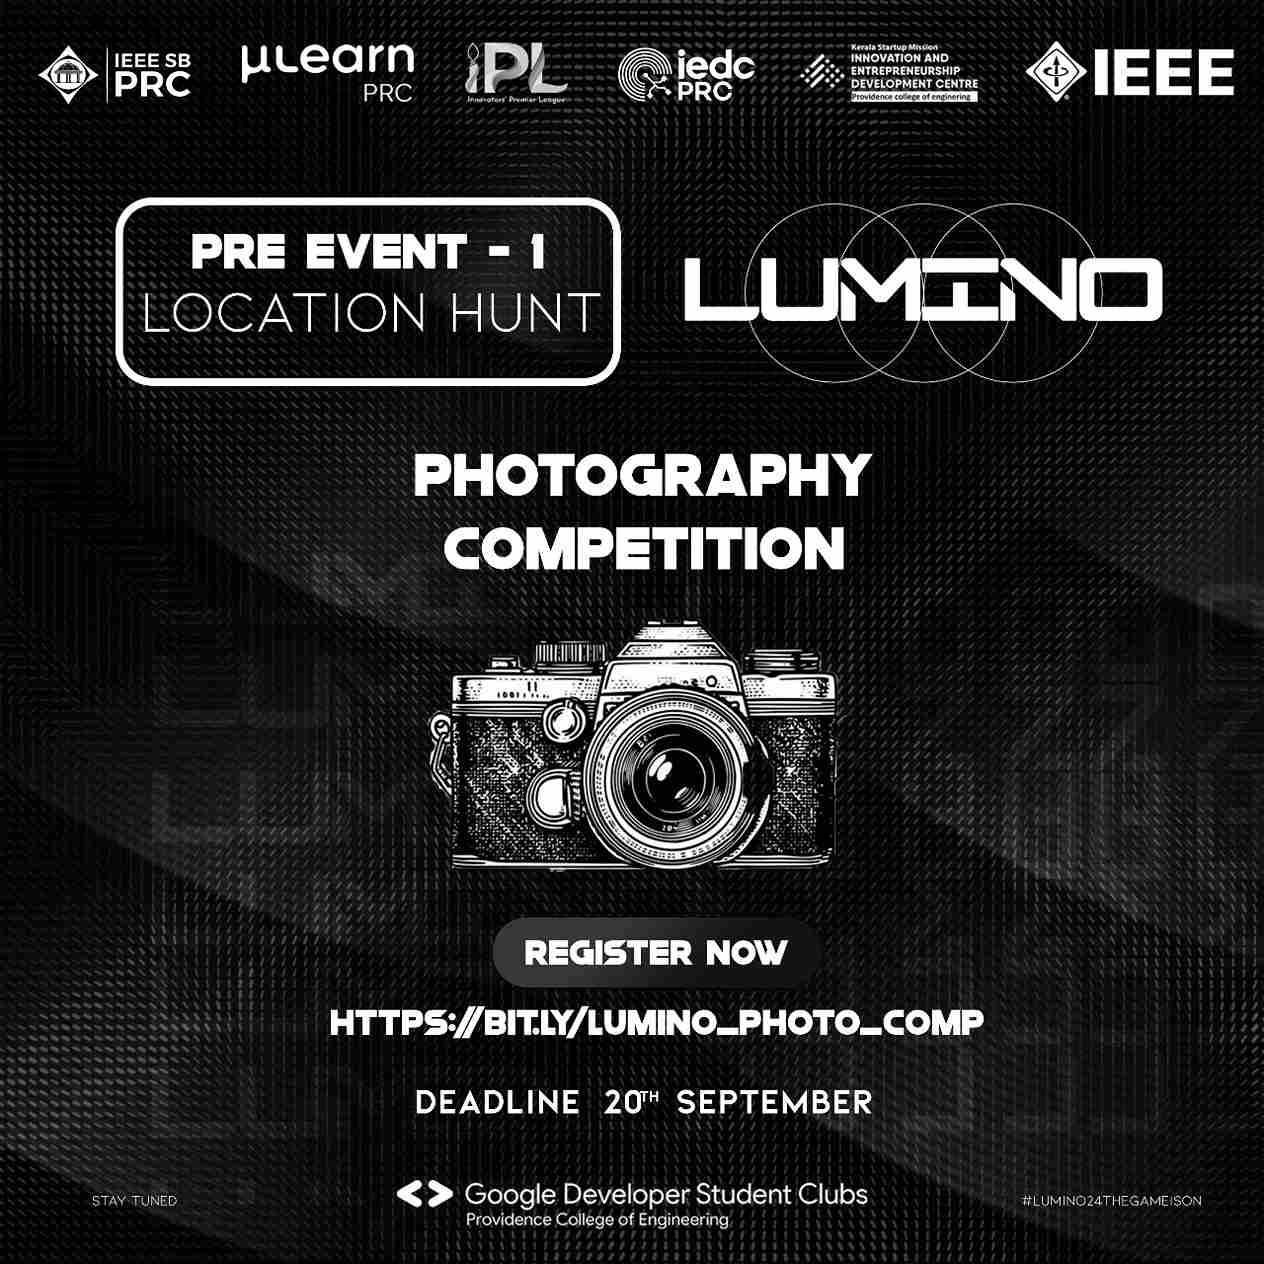 IEEE SB
PRC
µLearn
PRC
iPL
Innovators' Premier League
iedc
PRC
Kerala Startup Mission
INNOVATION AND
ENTREPRENEURSHIP
DEVELOPMENT CENTRE
Providence college of enginering
IEEE
PRE EVENT - 1
LOCATION HUNT
LUMINO
PHOTOGRAPHY
COMPETITION
REGISTER NOW
HTTPS://BIT.LY/LUMINO_PHOTO_COMP
DEADLINE 20TH SEPTEMBER
STAY TUNED
Google Developer Student Clubs
Providence College of Engineering
#LUMINO24THEGAMEISON